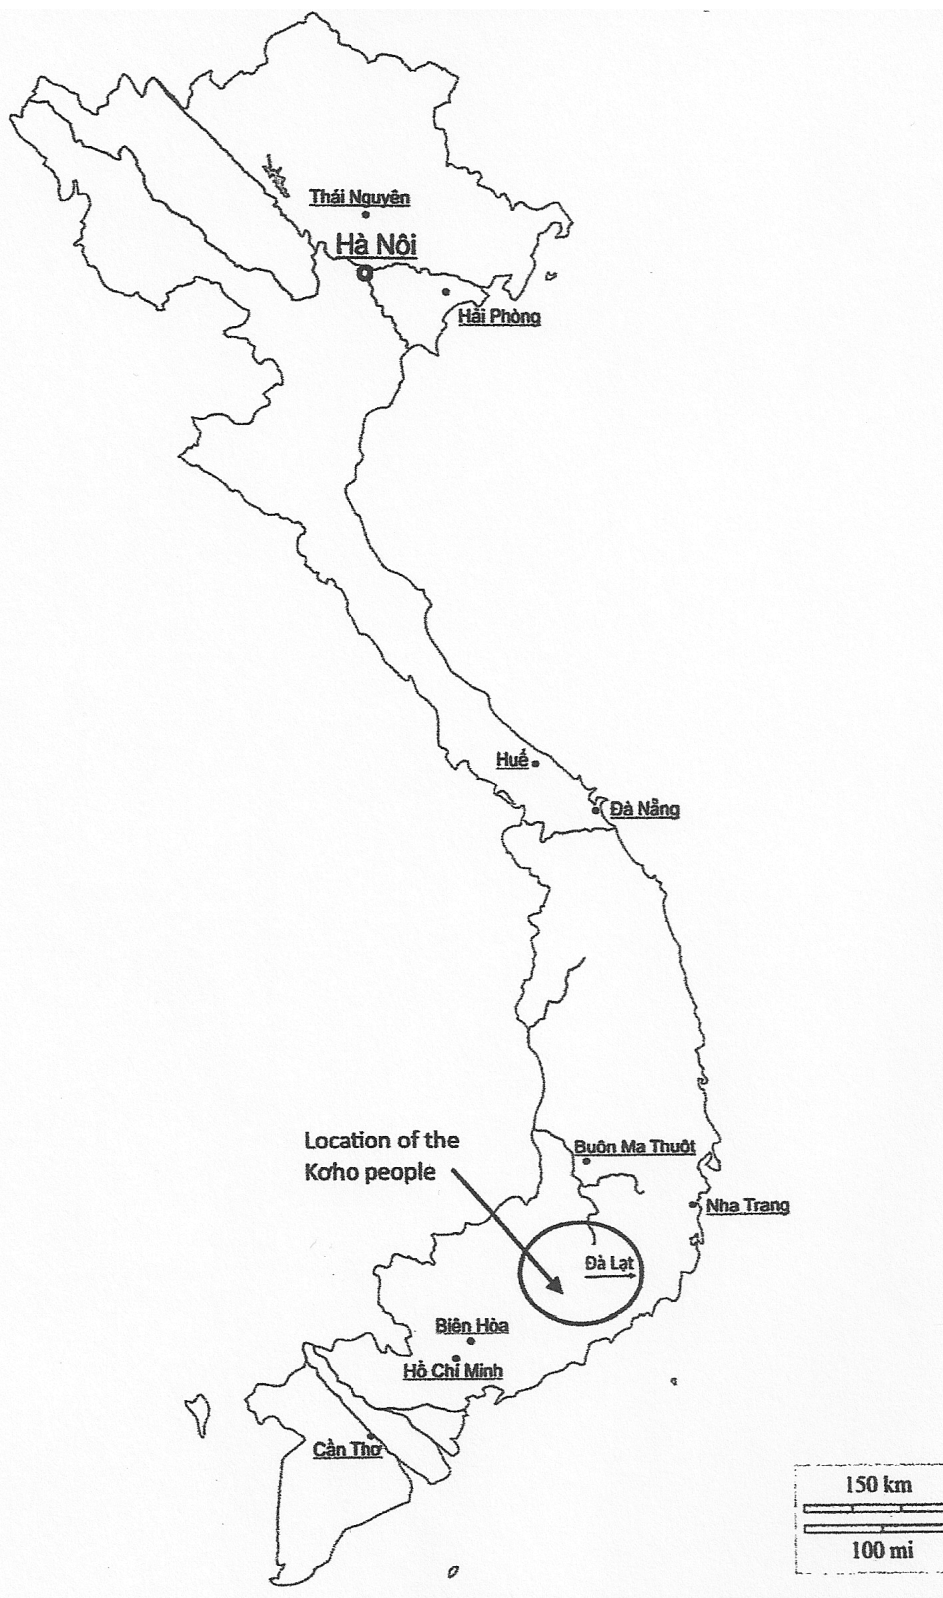 Thái Nguyên
Hà Nôi
Hải Phòng
Huế
Đà Nẵng
Location of the
Kơho people
Buôn Ma Thuột
Nha Trang
Đà Lạt
Biên Hòa
Hồ Chí Minh
Cần Thơ
150 km
100 mi